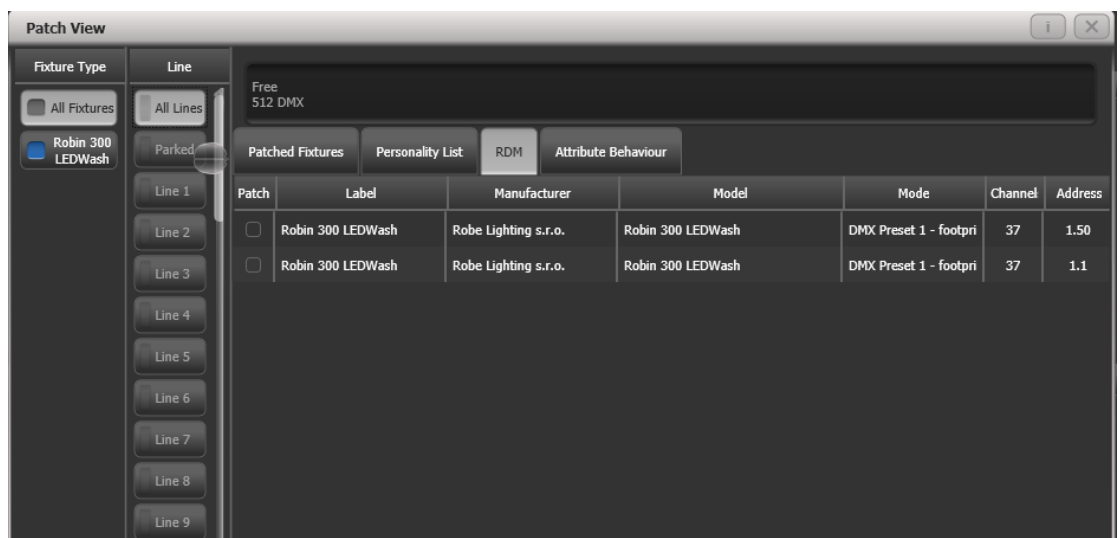 Patch View
i
Fixture Type
Line
All Fixtures
Robin 300
LEDWash
All Lines
Parked
Line 1
Line 2
Line 3
Line 4
Line 5
Line 6
Line 7
Line 8
Line 9
Free
512 DMX
Patched Fixtures Personality List RDM Attribute Behaviour
Patch Label Manufacturer Model Mode Channel Address
Robin 300 LEDWash Robe Lighting s.r.o. Robin 300 LEDWash DMX Preset 1 - footpri 37 1.50
Robin 300 LEDWash Robe Lighting s.r.o. Robin 300 LEDWash DMX Preset 1 - footpri 37 1.1